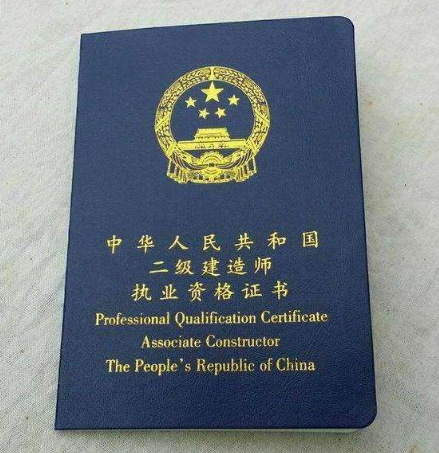 中华人民共和国
二级建造师
执业资格证书
Professional Qualification Certificate
Associate Constructor
The People's Republic of China